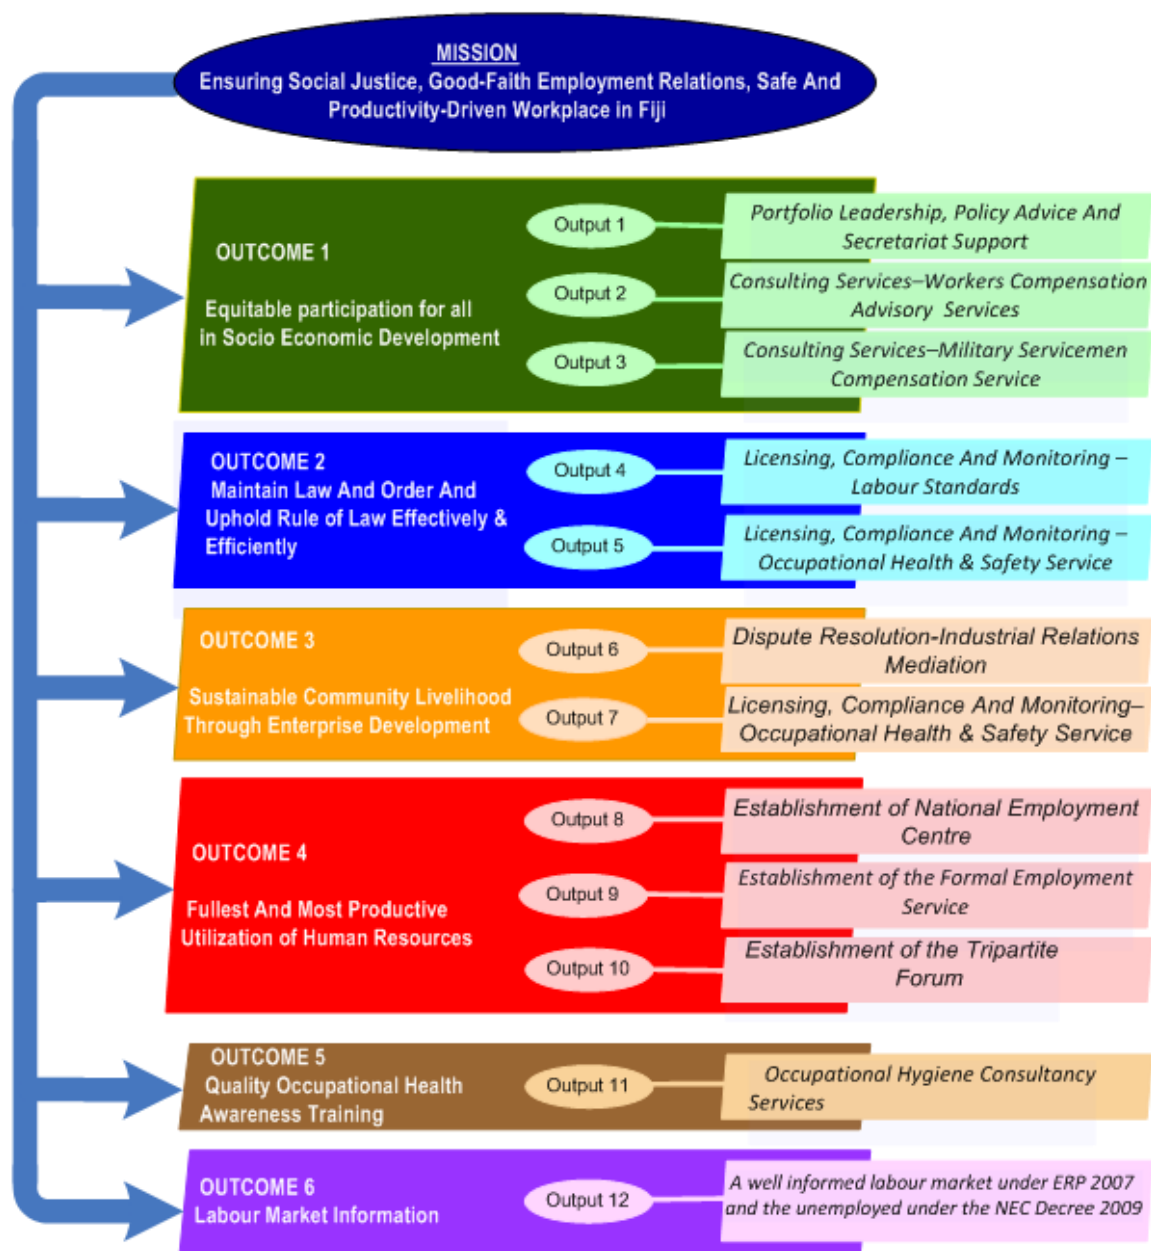 MISSION
Ensuring Social Justice, Good-Faith Employment Relations, Safe And
Productivity-Driven Workplace in Fiji
OUTCOME 1
Equitable participation for all
in Socio Economic Development
Output 1
Portfolio Leadership, Policy Advice And
Secretariat Support
Output 2
Consulting Services–Workers Compensation
Advisory Services
Output 3
Consulting Services–Military Servicemen
Compensation Service
OUTCOME 2
Maintain Law And Order And
Uphold Rule of Law Effectively &
Efficiently
Output 4
Licensing, Compliance And Monitoring –
Labour Standards
Output 5
Licensing, Compliance And Monitoring –
Occupational Health & Safety Service
OUTCOME 3
Sustainable Community Livelihood
Through Enterprise Development
Output 6
Dispute Resolution-Industrial Relations
Mediation
Output 7
Licensing, Compliance And Monitoring–
Occupational Health & Safety Service
OUTCOME 4
Fullest And Most Productive
Utilization of Human Resources
Output 8
Establishment of National Employment
Centre
Output 9
Establishment of the Formal Employment
Service
Output 10
Establishment of the Tripartite
Forum
OUTCOME 5
Quality Occupational Health
Awareness Training
Output 11
Occupational Hygiene Consultancy
Services
OUTCOME 6
Labour Market Information
Output 12
A well informed labour market under ERP 2007
and the unemployed under the NEC Decree 2009